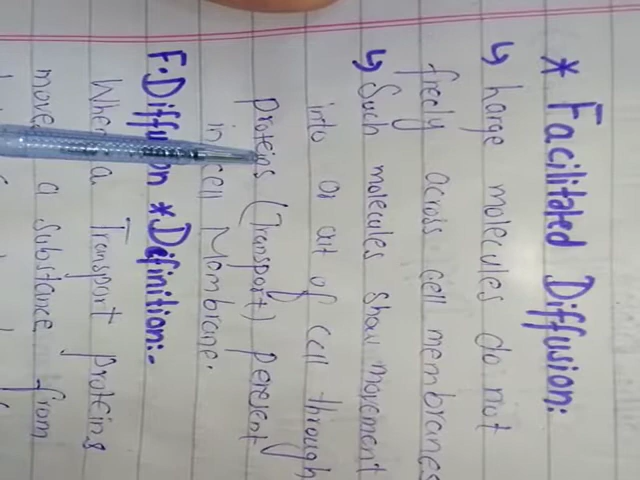 * Facilitated Diffusion:
↳ Large molecules do not
freely across cell membranes
↳ Such molecules show movement
into or out of cell through
proteins (Transport) peresent
in cell Membrane.
F.Diffusion *Definition:-
When a Transport proteins
move a substance from